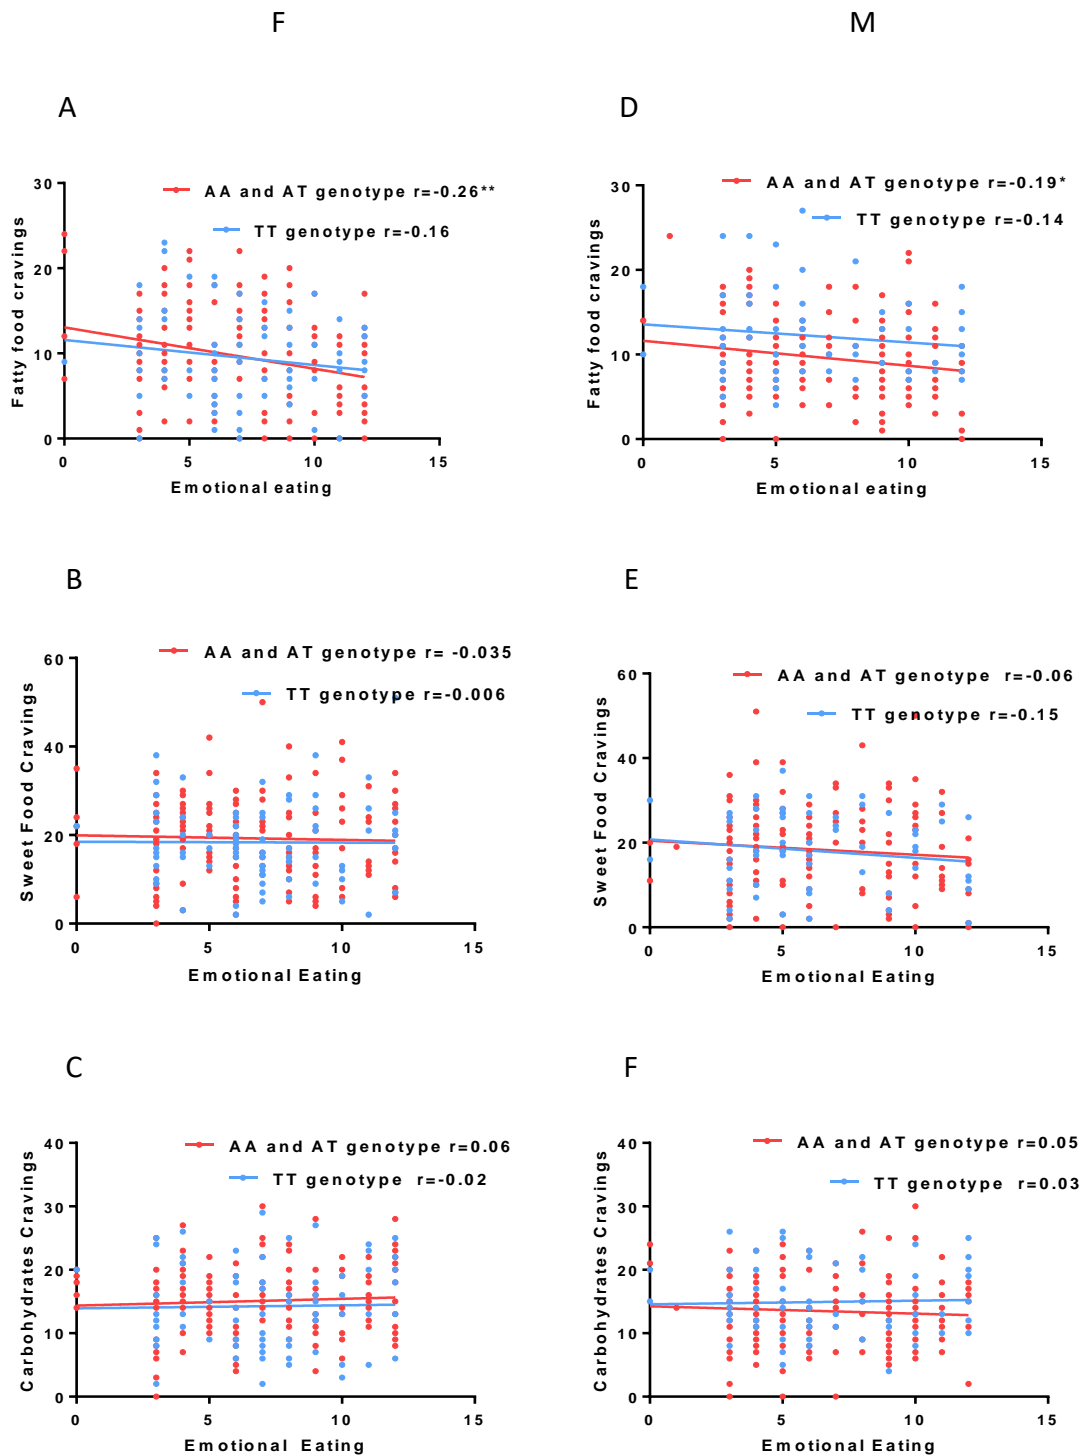 F
M
A
30
20
10
0
0
5
10
15
Fatty food cravings
Emotional eating
AA and AT genotype r=-0.26**
TT genotype r=-0.16
D
30
20
10
0
0
5
10
15
Fatty food cravings
Emotional eating
AA and AT genotype r=-0.19*
TT genotype r=-0.14
B
60
40
20
0
0
5
10
15
Sweet Food Cravings
Emotional Eating
AA and AT genotype r= -0.035
TT genotype r=-0.006
E
60
40
20
0
0
5
10
15
Sweet Food Cravings
Emotional Eating
AA and AT genotype r=-0.06
TT genotype r=-0.15
C
40
30
20
10
0
0
5
10
15
Carbohydrates Cravings
Emotional Eating
AA and AT genotype r=0.06
TT genotype r=-0.02
F
40
30
20
10
0
0
5
10
15
Carbohydrates Cravings
Emotional Eating
AA and AT genotype r=0.05
TT genotype r=0.03